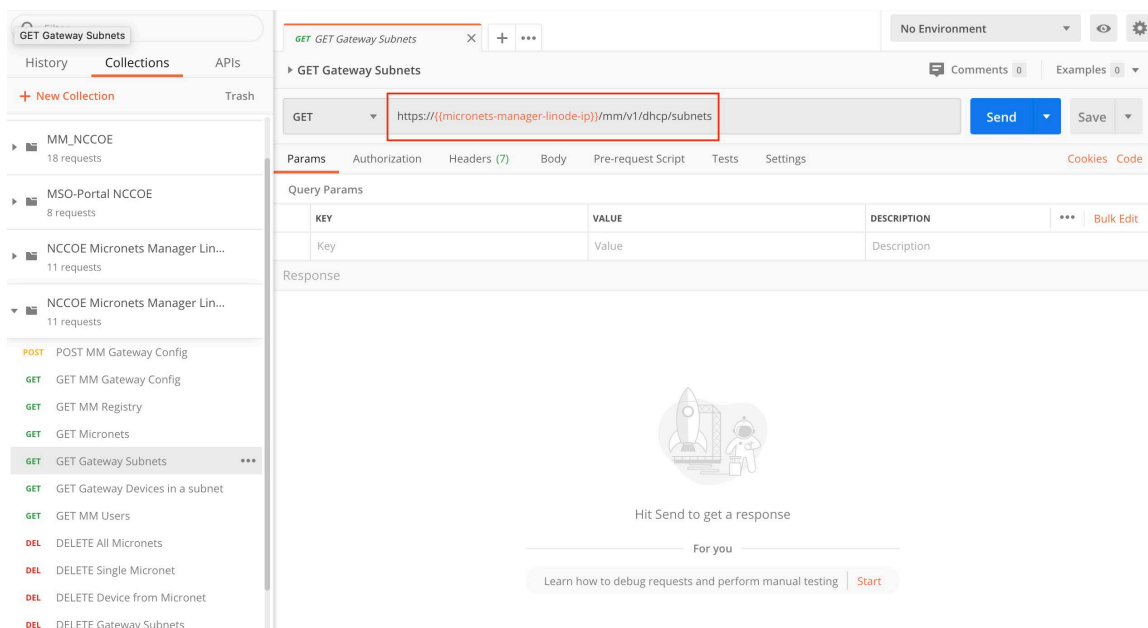 Filter
GET Gateway Subnets
History Collections APIs
+ New Collection Trash
MM_NCCOE
18 requests
MSO-Portal NCCOE
8 requests
NCCOE Micronets Manager Lin...
11 requests
NCCOE Micronets Manager Lin...
11 requests
POST POST MM Gateway Config
GET GET MM Gateway Config
GET GET MM Registry
GET GET Micronets
GET GET Gateway Subnets •••
GET GET Gateway Devices in a subnet
GET GET MM Users
DEL DELETE All Micronets
DEL DELETE Single Micronet
DEL DELETE Device from Micronet
DEL DELETE Gateway Subnets
GET GET Gateway Subnets
No Environment
GET Gateway Subnets
Comments 0 Examples 0
GET https://{{micronets-manager-linode-ip}}/mm/v1/dhcp/subnets Send Save
Params Authorization Headers (7) Body Pre-request Script Tests Settings Cookies Code
Query Params
KEY VALUE DESCRIPTION ••• Bulk Edit
Key Value Description
Response
Hit Send to get a response
For you
Learn how to debug requests and perform manual testing Start